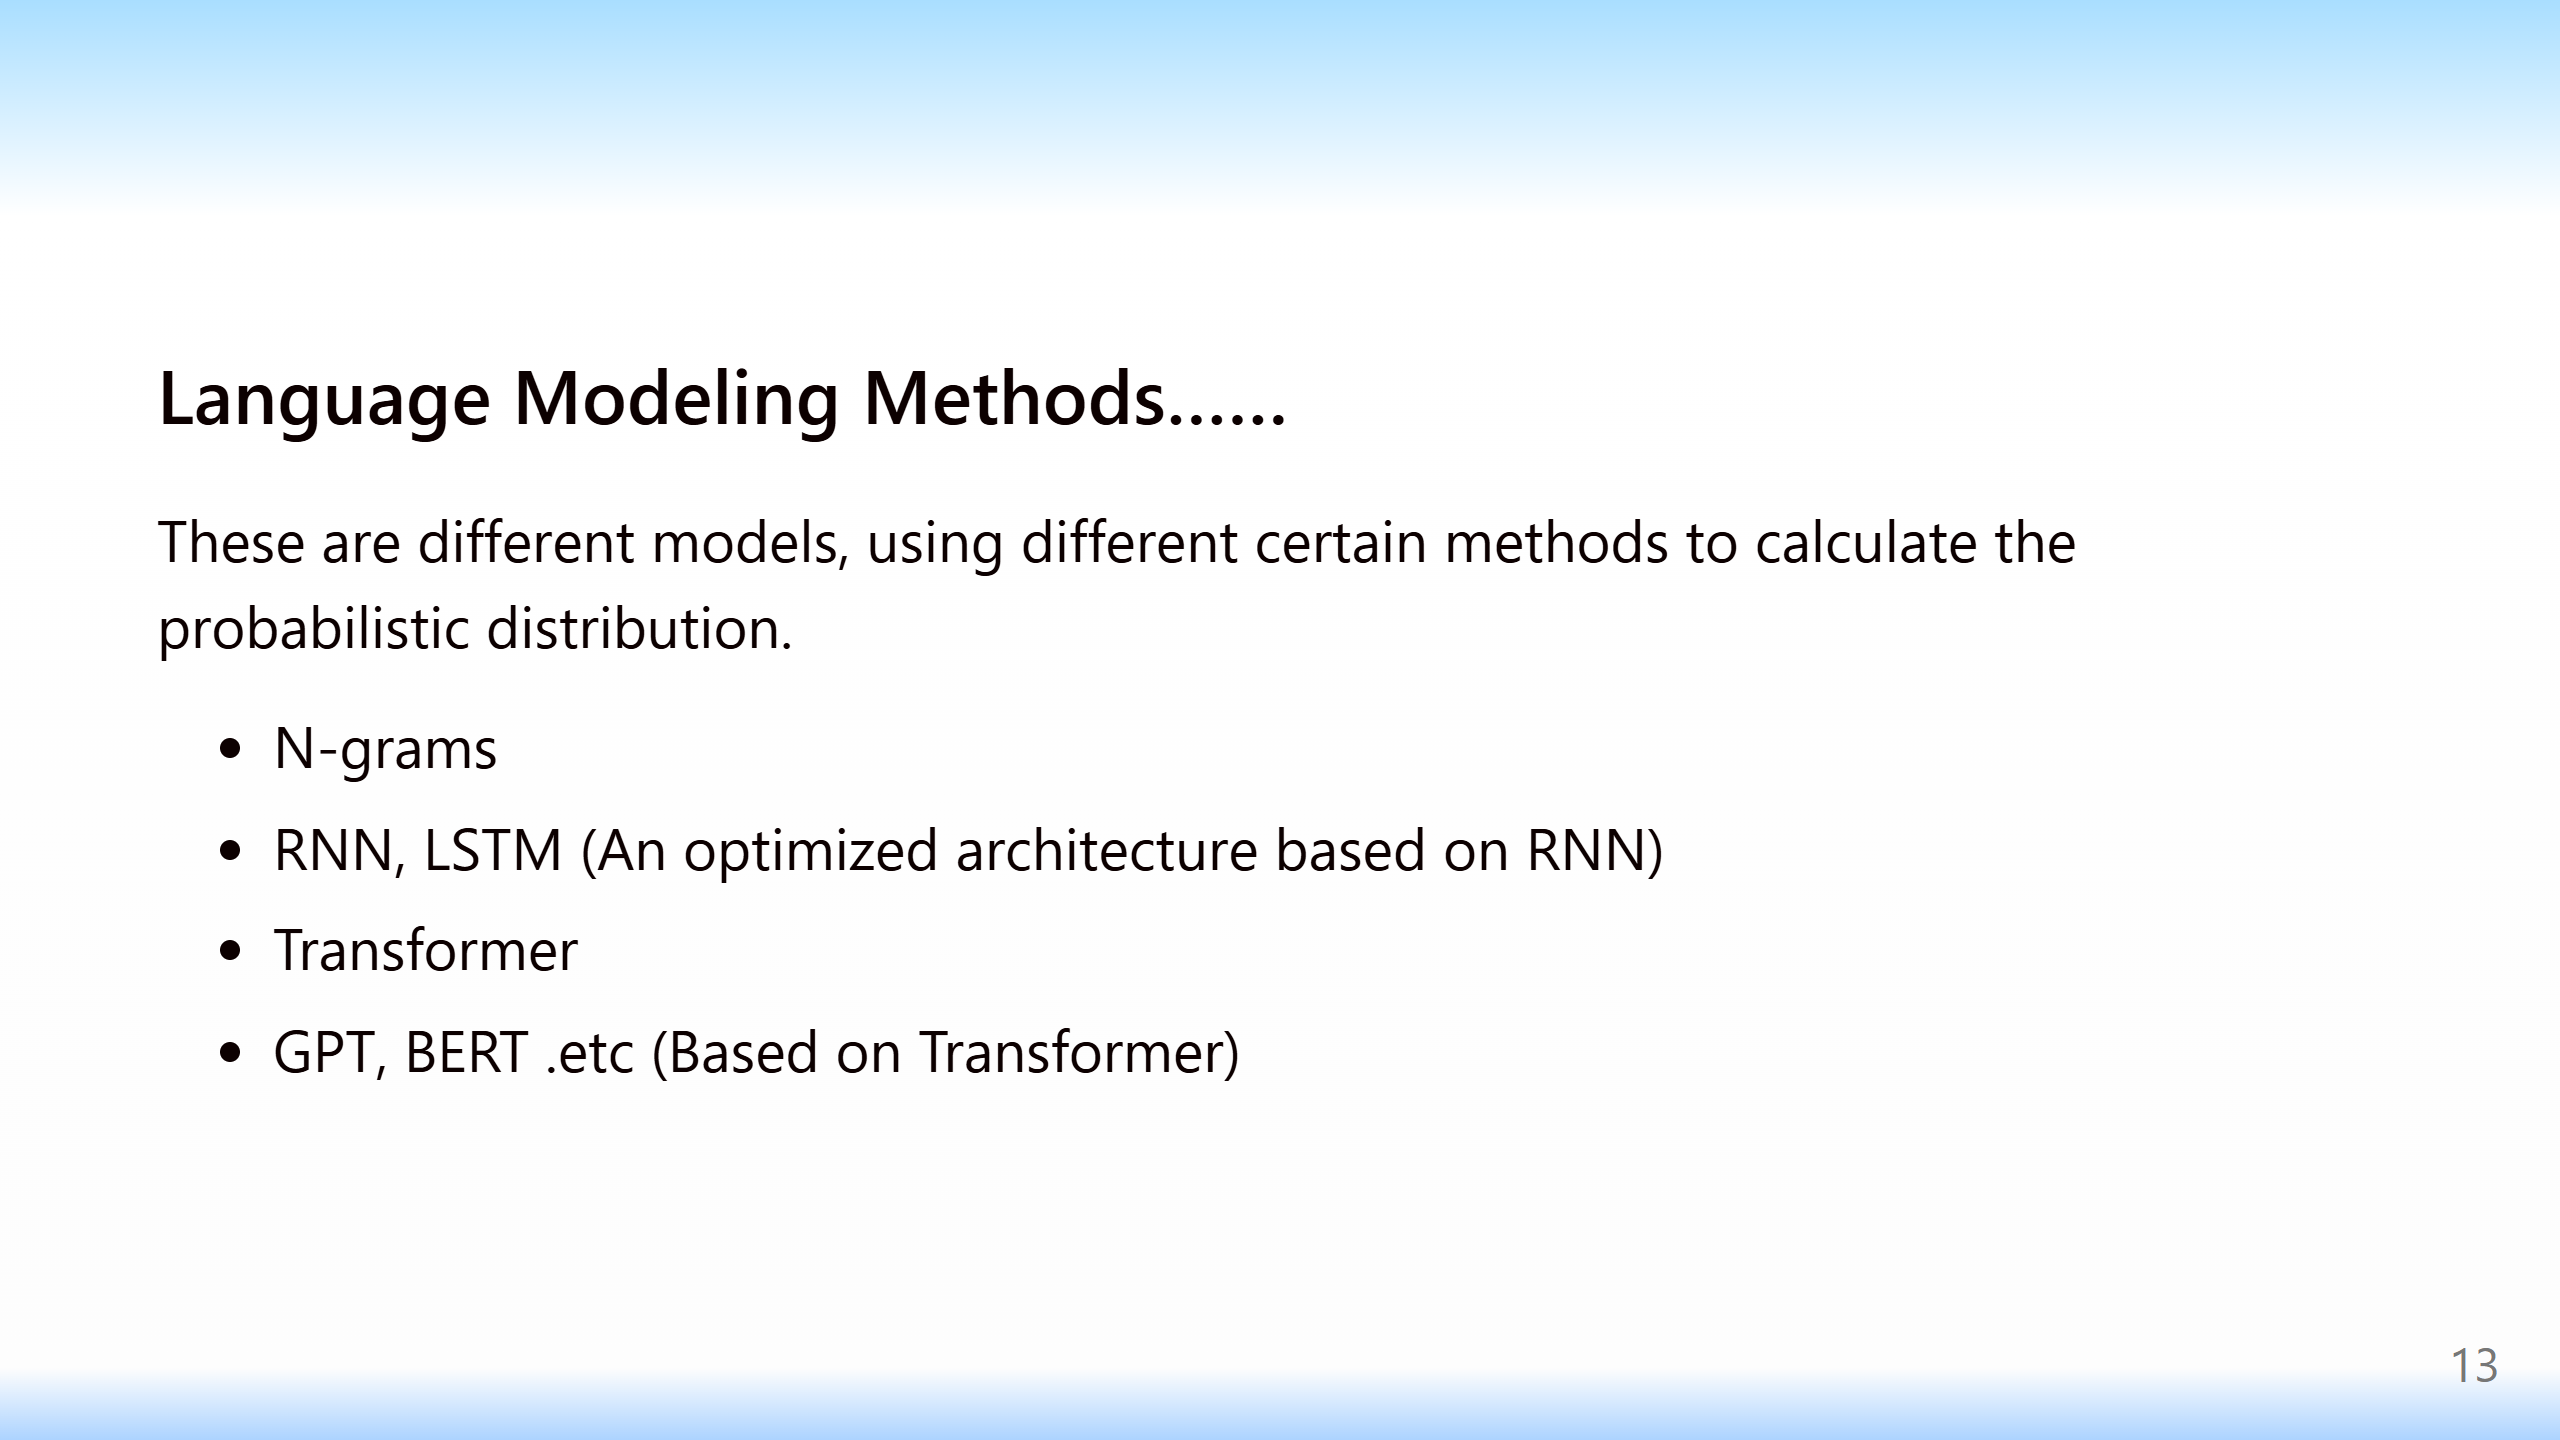 Language Modeling Methods......
These are different models, using different certain methods to calculate the
probabilistic distribution.
• N-grams
• RNN, LSTM (An optimized architecture based on RNN)
• Transformer
• GPT, BERT .etc (Based on Transformer)
13